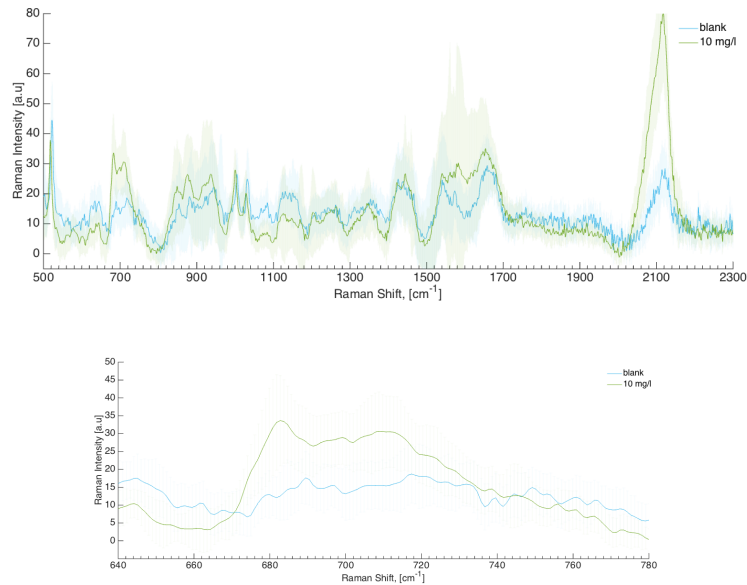 80
70
60
50
40
30
20
10
0
Raman Intensity [a.u]
blank
10 mg/l
500 700 900 1100 1300 1500 1700 1900 2100 2300
Raman Shift, [cm-1]
50
45
40
35
30
25
20
15
10
5
0
Raman Intensity [a.u]
blank
10 mg/l
640 660 680 700 720 740 760 780
Raman Shift, [cm-1]